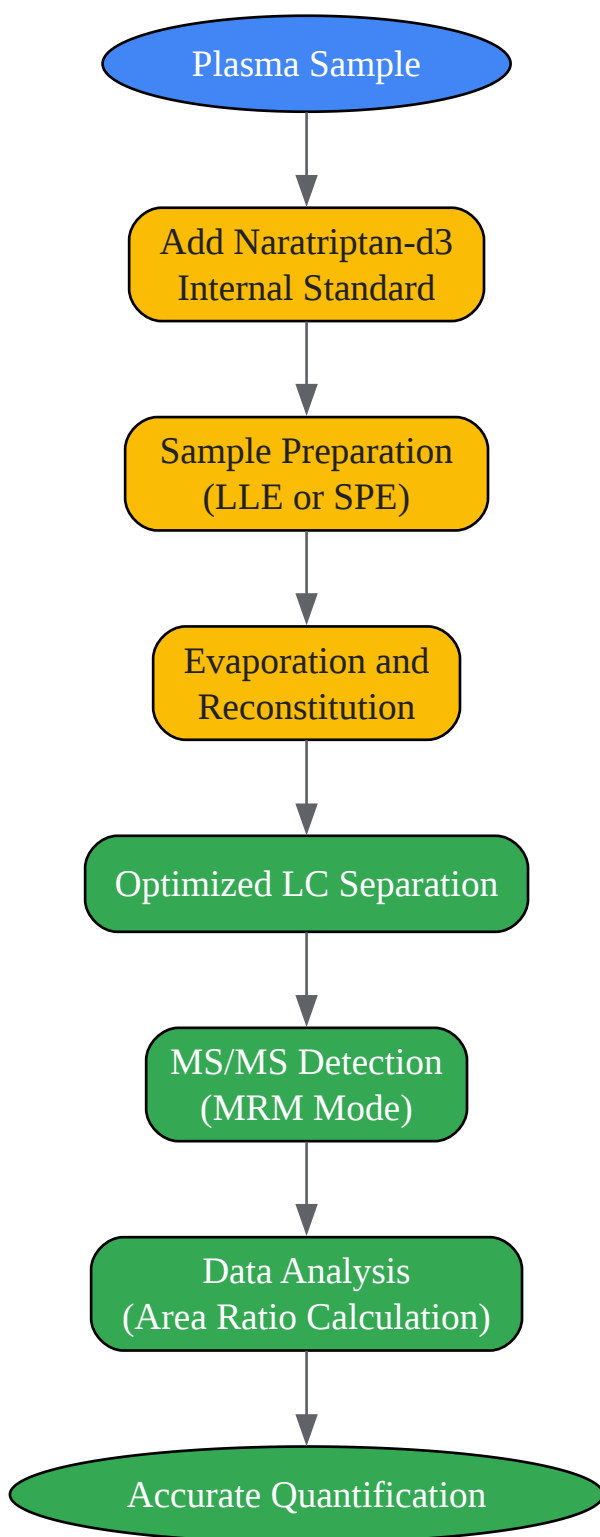 Plasma Sample
Add Naratriptan-d3
Internal Standard
Sample Preparation
(LLE or SPE)
Evaporation and
Reconstitution
Optimized LC Separation
MS/MS Detection
(MRM Mode)
Data Analysis
(Area Ratio Calculation)
Accurate Quantification